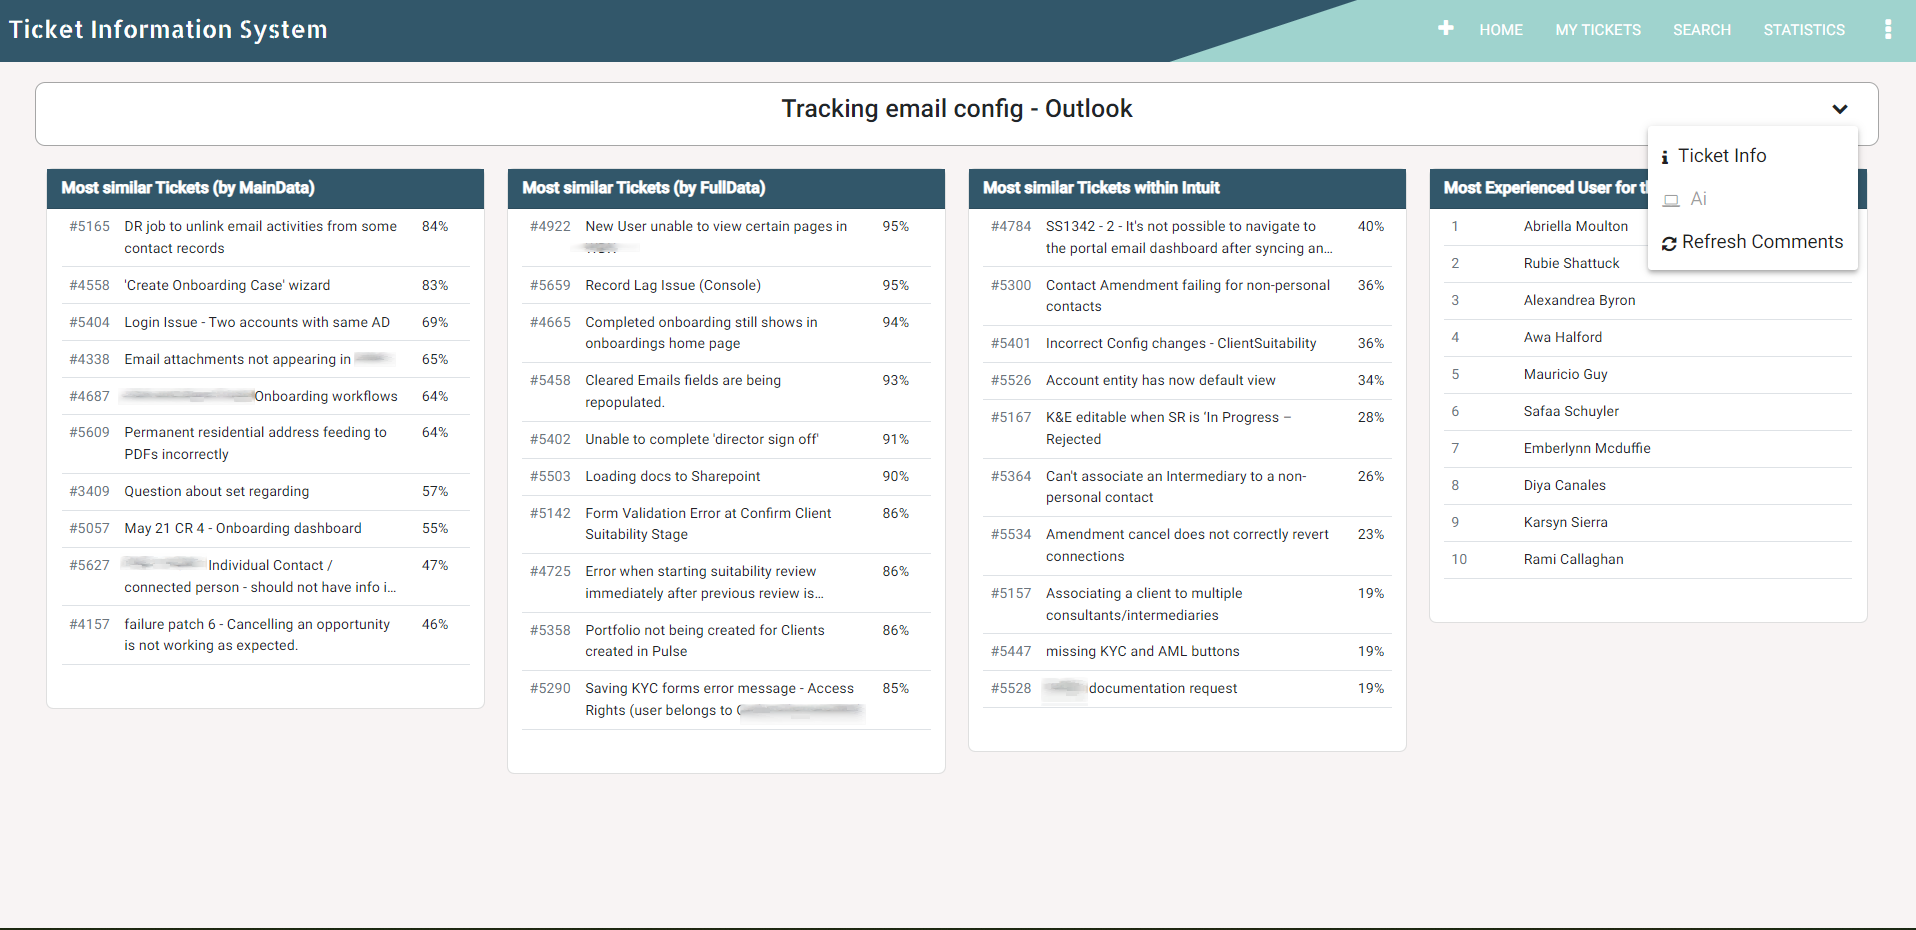 Ticket Information System
HOME MY TICKETS SEARCH STATISTICS
Tracking email config - Outlook
Ticket Info
Ai
Refresh Comments
Most similar Tickets (by MainData)
#5165 DR job to unlink email activities from some 84%
contact records
#4558 'Create Onboarding Case' wizard 83%
#5404 Login Issue - Two accounts with same AD 69%
#4338 Email attachments not appearing in 65%
#4687 Onboarding workflows 64%
#5609 Permanent residential address feeding to 64%
PDFs incorrectly
#3409 Question about set regarding 57%
#5057 May 21 CR 4 - Onboarding dashboard 55%
#5627 Individual Contact / 47%
connected person - should not have info i...
#4157 failure patch 6 - Cancelling an opportunity 46%
is not working as expected.
Most similar Tickets (by FullData)
#4922 New User unable to view certain pages in 95%
#5659 Record Lag Issue (Console) 95%
#4665 Completed onboarding still shows in 94%
onboardings home page
#5458 Cleared Emails fields are being 93%
repopulated.
#5402 Unable to complete 'director sign off' 91%
#5503 Loading docs to Sharepoint 90%
#5142 Form Validation Error at Confirm Client 86%
Suitability Stage
#4725 Error when starting suitability review 86%
immediately after previous review is...
#5358 Portfolio not being created for Clients 86%
created in Pulse
#5290 Saving KYC forms error message - Access 85%
Rights (user belongs to
Most similar Tickets within Intuit
#4784 SS1342 - 2 - It's not possible to navigate to 40%
the portal email dashboard after syncing an...
#5300 Contact Amendment failing for non-personal 36%
contacts
#5401 Incorrect Config changes - ClientSuitability 36%
#5526 Account entity has now default view 34%
#5167 K&E editable when SR is 'In Progress – 28%
Rejected
#5364 Can't associate an Intermediary to a non- 26%
personal contact
#5534 Amendment cancel does not correctly revert 23%
connections
#5157 Associating a client to multiple 19%
consultants/intermediaries
#5447 missing KYC and AML buttons 19%
#5528 documentation request 19%
Most Experienced User for
1 Abriella Moulton
2 Rubie Shattuck
3 Alexandrea Byron
4 Awa Halford
5 Mauricio Guy
6 Safaa Schuyler
7 Emberlynn Mcduffie
8 Diya Canales
9 Karsyn Sierra
10 Rami Callaghan